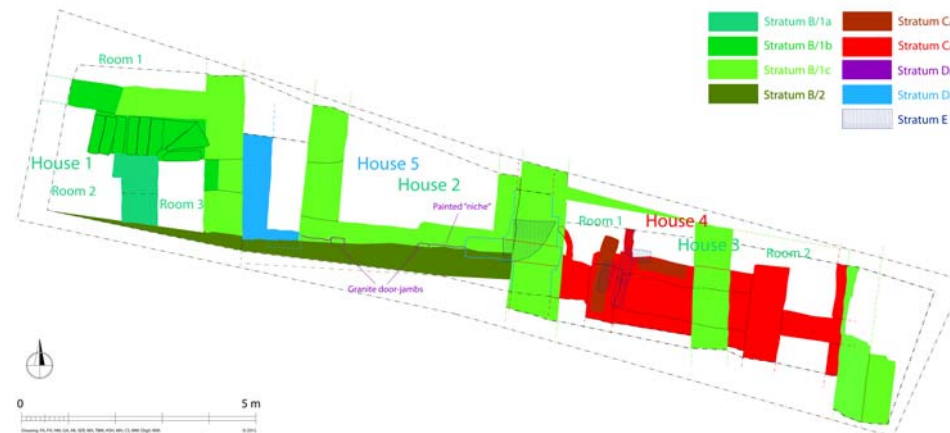 Stratum B/1a
Stratum B/1b
Stratum B/1c
Stratum B/2
Stratum C
Stratum C
Stratum D
Stratum D
Stratum E
Room 1
House 1
Room 2
Room 3
House 5
House 2
Painted "niche"
Granite door-jambs
Room 1
House 4
House 3
Room 2
0
5 m